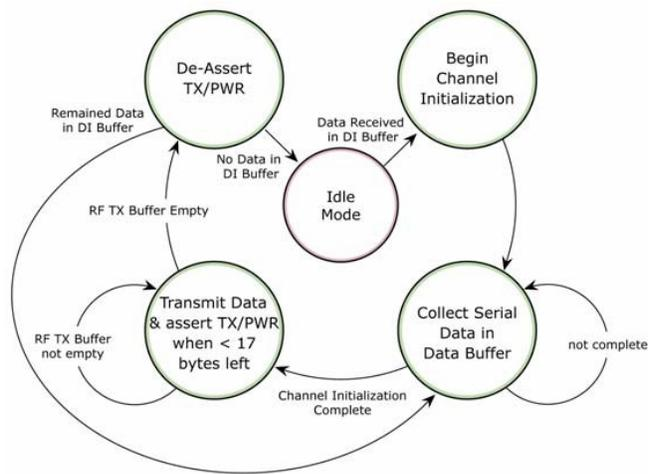 De-Assert
TX/PWR
Begin
Channel
Initialization
Remained Data
in DI Buffer
Data Received
in DI Buffer
No Data in
DI Buffer
Idle
Mode
RF TX Buffer Empty
Transmit Data
& assert TX/PWR
when < 17
bytes left
Collect Serial
Data in
Data Buffer
RF TX Buffer
not empty
not complete
Channel Initialization
Complete